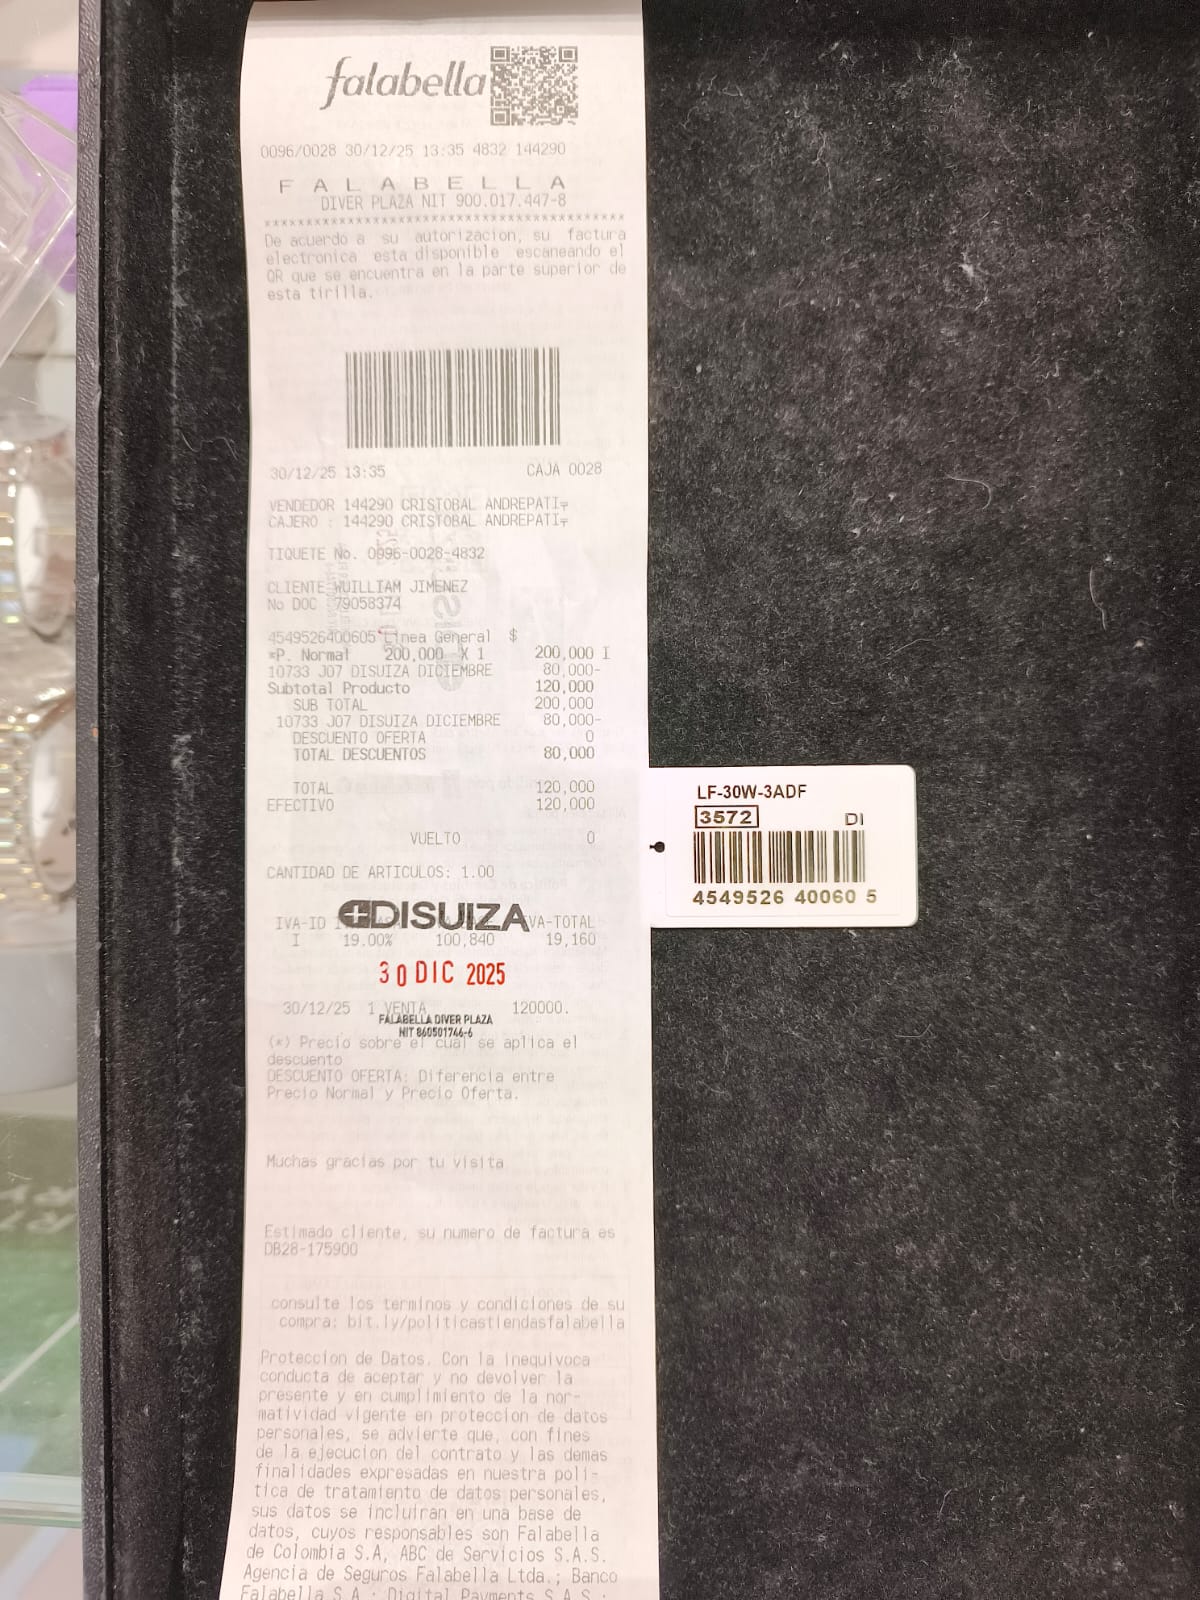 falabella
0096/0028 30/12/25 13:35 4832 144290
F A L A B E L L A
DIVER PLAZA NIT 900.017.447-8
******************************************
De acuerdo a su autorizacion, su factura
electronica esta disponible escaneando el
QR que se encuentra en la parte superior de
esta tirilla.
30/12/25 13:35 CAJA 0028
VENDEDOR 144290 CRISTOBAL ANDREPATI
CAJERO : 144290 CRISTOBAL ANDREPATI
TIQUETE No. 0096-0028-4832
CLIENTE WUILLIAM JIMENEZ
No DOC 79058374
4549526400605 Linea General $
*P. Normal 200,000 X 1 200,000 I
10733 J07 DISUIZA DICIEMBRE 80,000-
Subtotal Producto 120,000
SUB TOTAL 200,000
10733 J07 DISUIZA DICIEMBRE 80,000-
DESCUENTO OFERTA 0
TOTAL DESCUENTOS 80,000
TOTAL 120,000
EFECTIVO 120,000
VUELTO 0
CANTIDAD DE ARTICULOS: 1.00
DISUIZA
IVA-ID IVA-TOTAL
I 19.00% 100,840 19,160
30 DIC 2025
30/12/25 1 VENTA 120000.
FALABELLA DIVER PLAZA
NIT 860501746-6
(*) Precio sobre el cual se aplica el
descuento
DESCUENTO OFERTA: Diferencia entre
Precio Normal y Precio Oferta.
Muchas gracias por tu visita
Estimado cliente, su numero de factura es
DB28-175900
consulte los terminos y condiciones de su
compra: bit.ly/politicastiendasfalabella
Proteccion de Datos. Con la inequivoca
conducta de aceptar y no devolver la
presente y en cumplimiento de la nor-
matividad vigente en proteccion de datos
personales, se advierte que, con fines
de la ejecucion del contrato y las demas
finalidades expresadas en nuestra poli-
tica de tratamiento de datos personales,
sus datos se incluiran en una base de
datos, cuyos responsables son Falabella
de Colombia S.A, ABC de Servicios S.A.S.
Agencia de Seguros Falabella Ltda.; Banco
Falabella S.A.; Digital Payments S.A.S.;
LF-30W-3ADF
3572 DI
4549526 40060 5